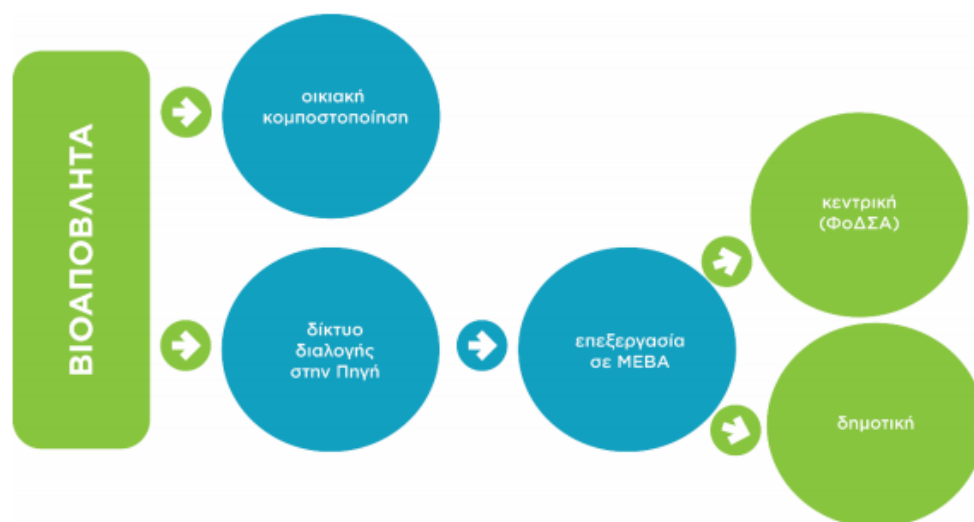 ΒΙΟΑΠΟΒΛΗΤΑ
οικιακή
κομποστοποίηση
δίκτυο
διαλογής
στην Πηγή
επεξεργασία
σε ΜΕΒΑ
κεντρική
(ΦοΔΣΑ)
δημοτική